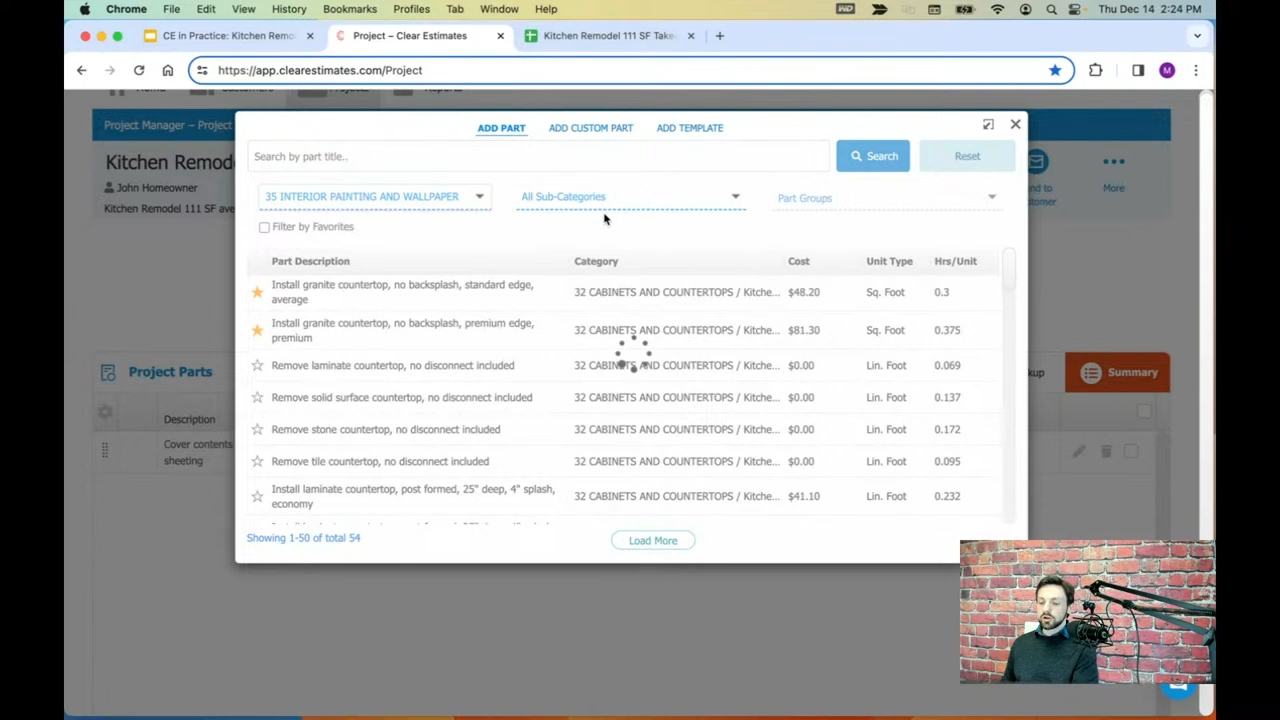 Chrome File Edit View History Bookmarks Profiles Tab Window Help Thu Dec 14 2:24 PM
CE in Practice: Kitchen Remo Project – Clear Estimates Kitchen Remodel 111 SF Take
https://app.clearestimates.com/Project M
Project Manager – Project
Kitchen Remod
John Homeowner
Kitchen Remodel 111 SF ave
ADD PART ADD CUSTOM PART ADD TEMPLATE
Search by part title.. Search Reset
35 INTERIOR PAINTING AND WALLPAPER All Sub-Categories Part Groups
Filter by Favorites
More
Part Description Category Cost Unit Type Hrs/Unit
Install granite countertop, no backsplash, standard edge, average 32 CABINETS AND COUNTERTOPS / Kitche... $48.20 Sq. Foot 0.3
Install granite countertop, no backsplash, premium edge, premium 32 CABINETS AND COUNTERTOPS / Kitche... $81.30 Sq. Foot 0.375
Remove laminate countertop, no disconnect included 32 CABINETS AND COUNTERTOPS / Kitche... $0.00 Lin. Foot 0.069
Remove solid surface countertop, no disconnect included 32 CABINETS AND COUNTERTOPS / Kitche... $0.00 Lin. Foot 0.137
Remove stone countertop, no disconnect included 32 CABINETS AND COUNTERTOPS / Kitche... $0.00 Lin. Foot 0.172
Remove tile countertop, no disconnect included 32 CABINETS AND COUNTERTOPS / Kitche... $0.00 Lin. Foot 0.095
Install laminate countertop, post formed, 25" deep, 4" splash, economy 32 CABINETS AND COUNTERTOPS / Kitche... $41.10 Lin. Foot 0.232
Showing 1-50 of total 54 Load More
Project Parts Summary
Description
Cover contents
sheeting